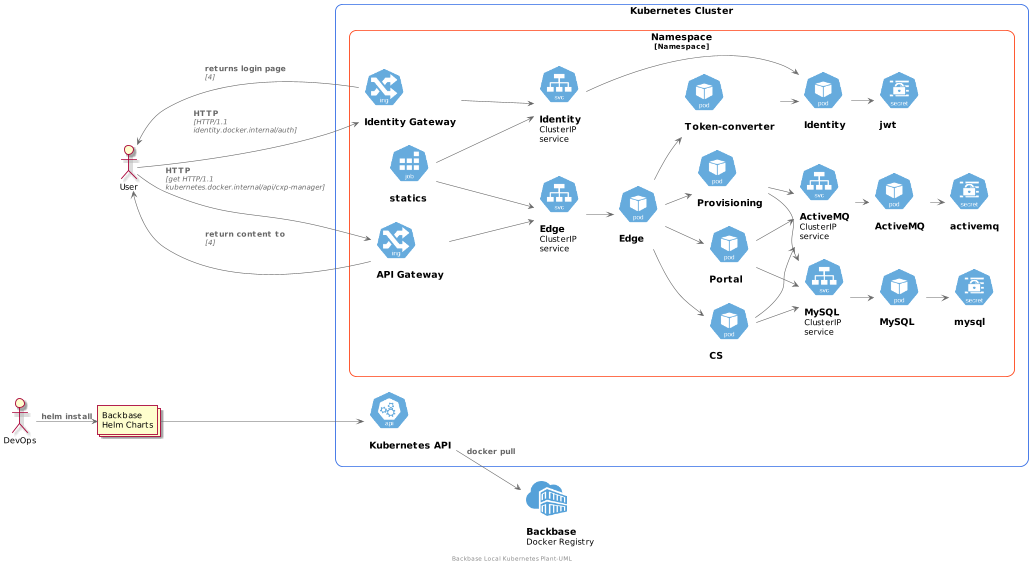 Kubernetes Cluster
Namespace
[Namespace]
returns login page
[4]
HTTP
[HTTP/1.1
identity.docker.internal/auth]
HTTP
[get HTTP/1.1
kubernetes.docker.internal/api/cxp-manager]
return content to
[4]
User
ing
Identity Gateway
job
statics
ing
API Gateway
svc
Identity
ClusterIP
service
svc
Edge
ClusterIP
service
pod
Edge
pod
Token-converter
pod
Provisioning
pod
Portal
pod
CS
pod
Identity
secret
jwt
svc
ActiveMQ
ClusterIP
service
pod
ActiveMQ
secret
activemq
svc
MySQL
ClusterIP
service
pod
MySQL
secret
mysql
DevOps
helm install
Backbase
Helm Charts
api
Kubernetes API
docker pull
Backbase
Docker Registry
Backbase Local Kubernetes Plant-UML